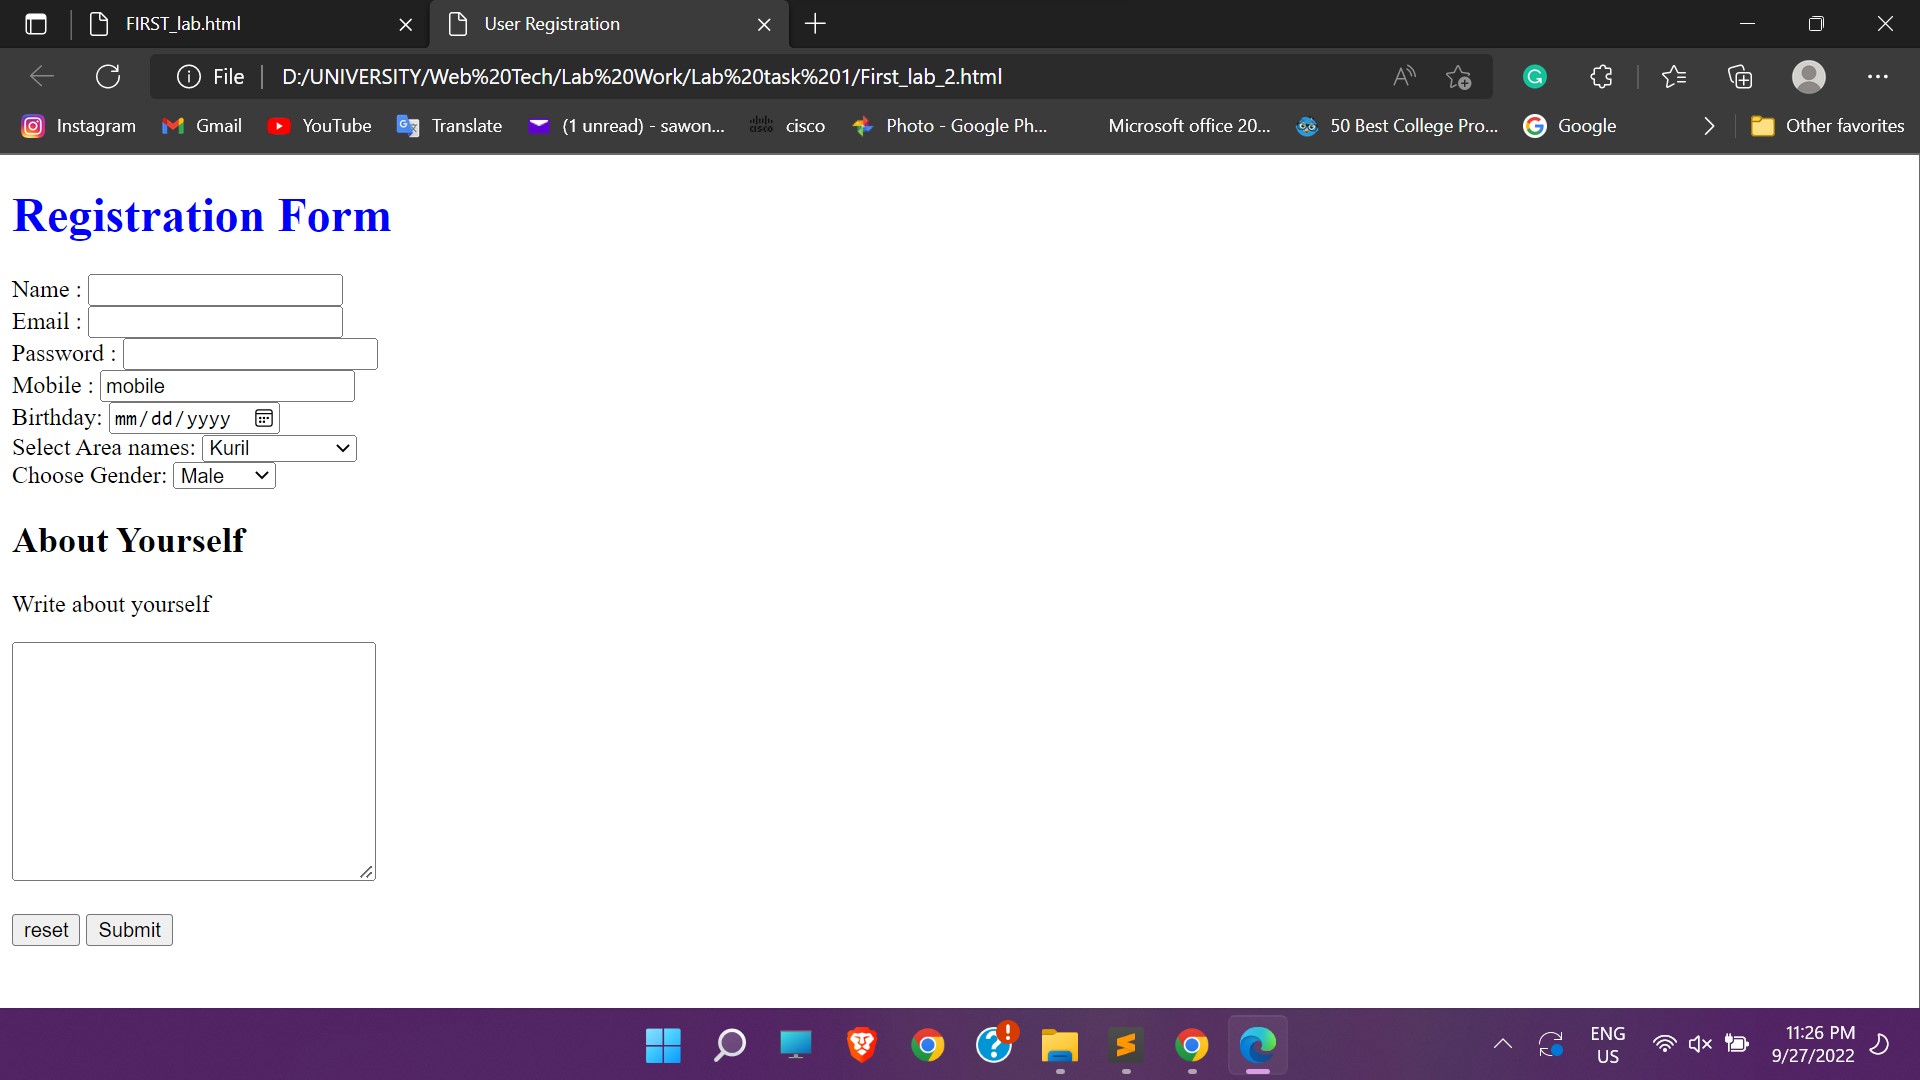 FIRST_lab.html
User Registration
File
D:/UNIVERSITY/Web%20Tech/Lab%20Work/Lab%20task%201/First_lab_2.html
Instagram
Gmail
YouTube
Translate
(1 unread) - sawon...
cisco
Photo - Google Ph...
Microsoft office 20...
50 Best College Pro...
Google
Other favorites
Registration Form
Name :
Email :
Password :
Mobile : mobile
Birthday: mm/dd/yyyy
Select Area names: Kuril
Choose Gender: Male
About Yourself
Write about yourself
reset Submit
ENG
US
11:26 PM
9/27/2022